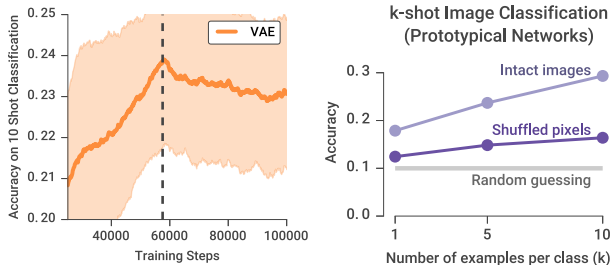 0.25
0.24
0.23
0.22
0.21
0.20
Accuracy on 10 Shot Classification
VAE
40000 60000 80000 100000
Training Steps
k-shot Image Classification
(Prototypical Networks)
0.3
0.2
0.1
0.0
Accuracy
Intact images
Shuffled pixels
Random guessing
1 5 10
Number of examples per class (k)